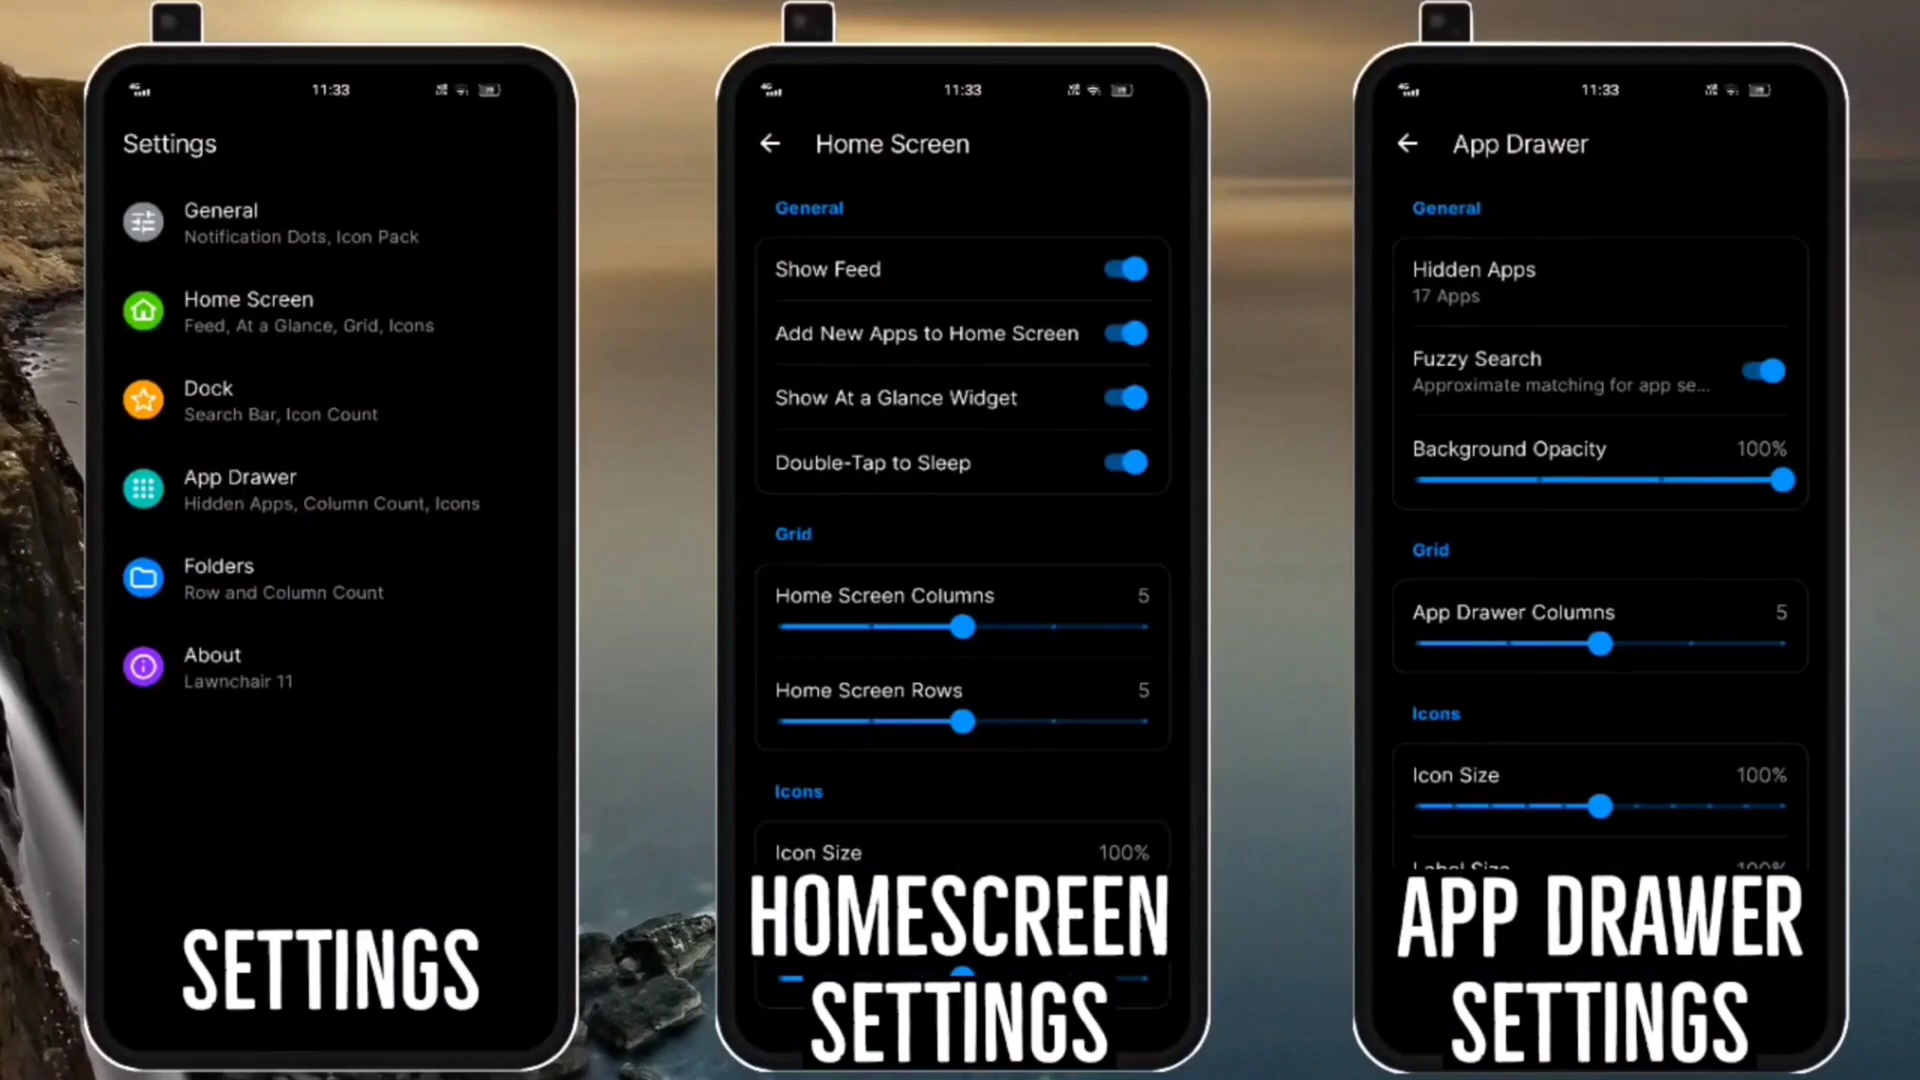 11:33
Settings
General
Notification Dots, Icon Pack
Home Screen
Feed, At a Glance, Grid, Icons
Dock
Search Bar, Icon Count
App Drawer
Hidden Apps, Column Count, Icons
Folders
Row and Column Count
About
Lawnchair 11
SETTINGS
11:33
Home Screen
General
Show Feed
Add New Apps to Home Screen
Show At a Glance Widget
Double-Tap to Sleep
Grid
Home Screen Columns 5
Home Screen Rows 5
Icons
Icon Size 100%
HOMESCREEN
SETTINGS
11:33
App Drawer
General
Hidden Apps
17 Apps
Fuzzy Search
Approximate matching for app se...
Background Opacity 100%
Grid
App Drawer Columns 5
Icons
Icon Size 100%
Label Size 100%
APP DRAWER
SETTINGS